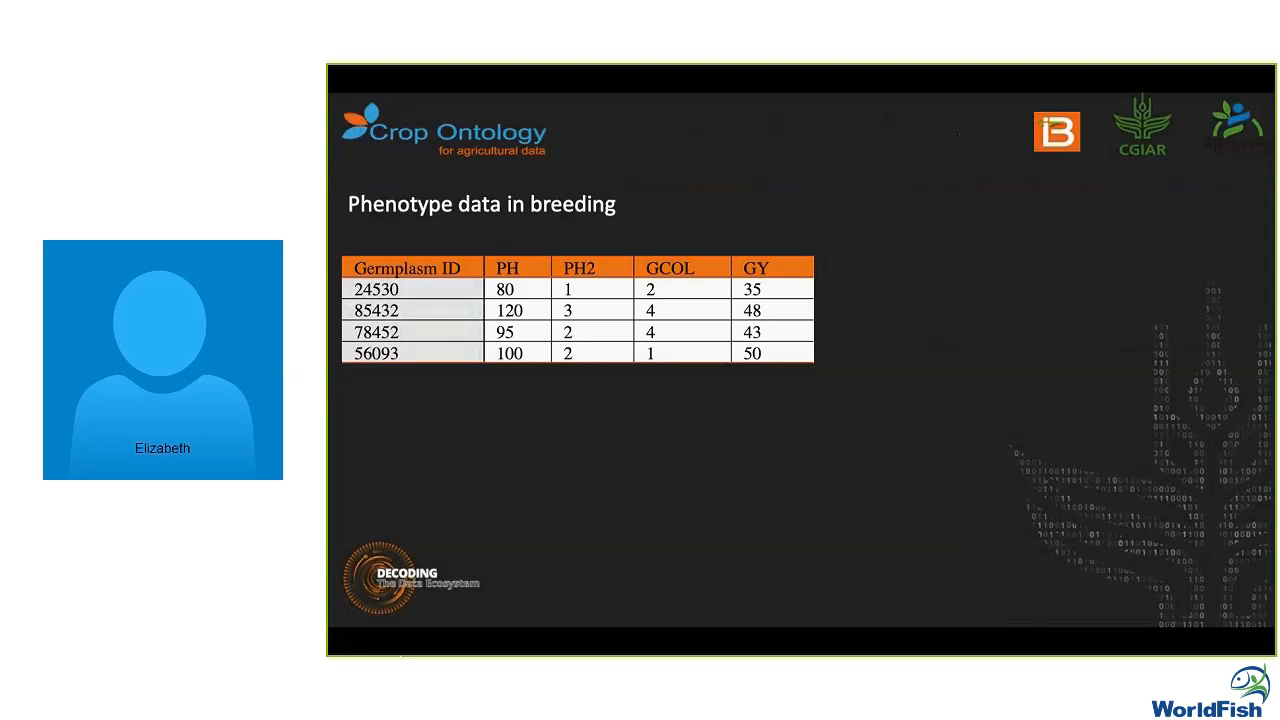 Crop Ontology
for agricultural data
iB
CGIAR
Phenotype data in breeding
Germplasm ID PH PH2 GCOL GY
24530 80 1 2 35
85432 120 3 4 48
78452 95 2 4 43
56093 100 2 1 50
Elizabeth
DECODING
The Data Ecosystem
WorldFish